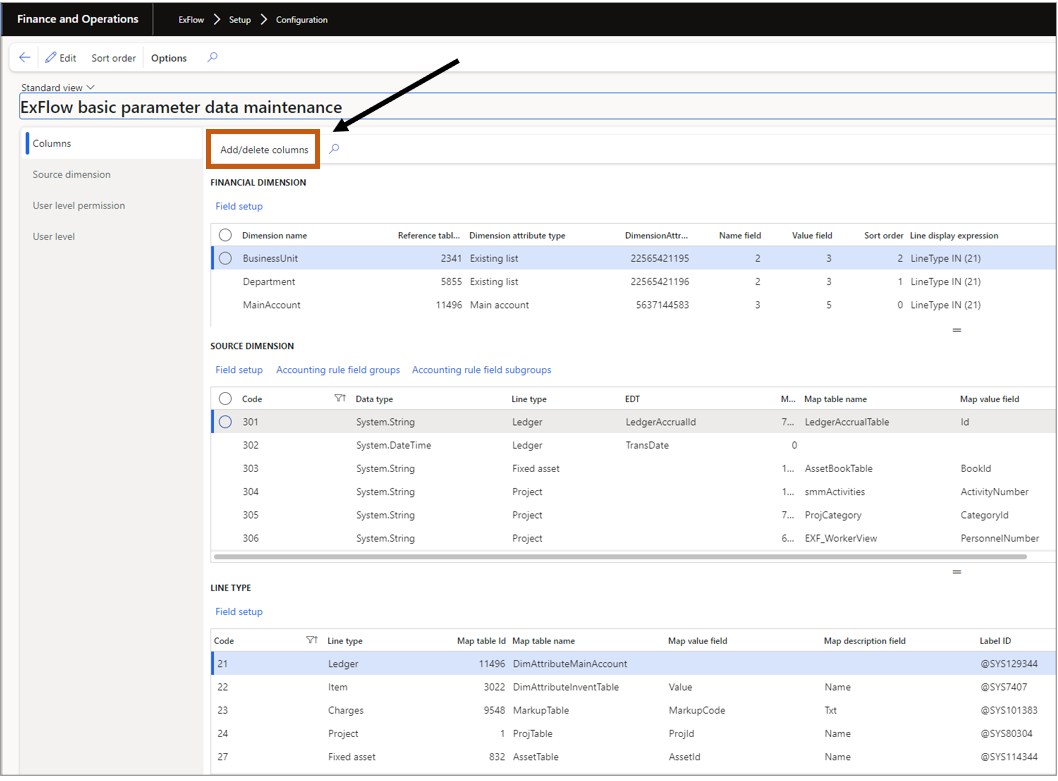 Finance and Operations ExFlow Setup Configuration
Edit Sort order Options
Standard view
ExFlow basic parameter data maintenance
Columns
Source dimension
User level permission
User level
Add/delete columns
FINANCIAL DIMENSION
Field setup
Dimension name Reference tabl... Dimension attribute type DimensionAttr... Name field Value field Sort order Line display expression
BusinessUnit 2341 Existing list 22565421195 2 3 2 LineType IN (21)
Department 5855 Existing list 22565421196 2 3 1 LineType IN (21)
MainAccount 11496 Main account 5637144583 3 5 0 LineType IN (21)
SOURCE DIMENSION
Field setup Accounting rule field groups Accounting rule field subgroups
Code Data type Line type EDT M... Map table name Map value field
301 System.String Ledger LedgerAccrualId 7... LedgerAccrualTable Id
302 System.DateTime Ledger TransDate 0
303 System.String Fixed asset 1... AssetBookTable BookId
304 System.String Project 1... smmActivities ActivityNumber
305 System.String Project 7... ProjCategory CategoryId
306 System.String Project 6... EXF_WorkerView PersonnelNumber
LINE TYPE
Field setup
Code Line type Map table Id Map table name Map value field Map description field Label ID
21 Ledger 11496 DimAttributeMainAccount @SYS129344
22 Item 3022 DimAttributeInventTable Value Name @SYS7407
23 Charges 9548 MarkupTable MarkupCode Txt @SYS101383
24 Project 1 ProjTable ProjId Name @SYS80304
27 Fixed asset 832 AssetTable AssetId Name @SYS114344